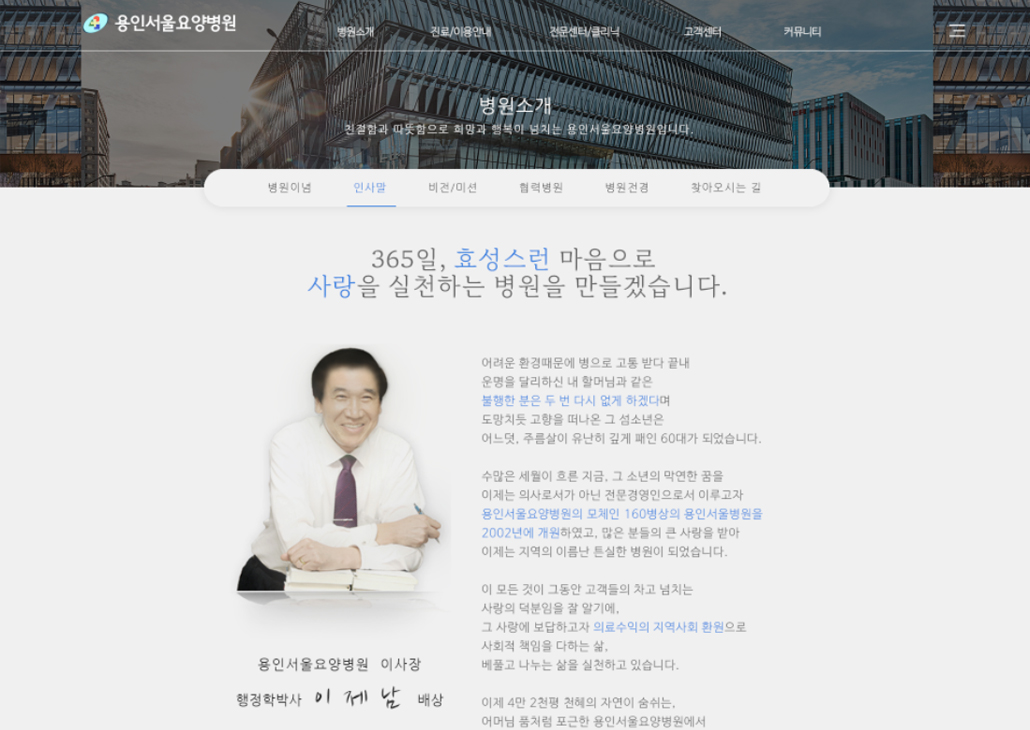 용인서울요양병원
병원소개 진료/이용안내 전문센터/클리닉 고객센터 커뮤니티
병원소개
친절함과 따뜻함으로 희망과 행복이 넘치는 용인서울요양병원입니다.
병원이념 인사말 비전/미션 협력병원 병원전경 찾아오시는 길
365일, 효성스런 마음으로
사랑을 실천하는 병원을 만들겠습니다.
어려운 환경때문에 병으로 고통 받다 끝내
운명을 달리하신 내 할머님과 같은
불행한 분은 두 번 다시 없게 하겠다며
도망치듯 고향을 떠나온 그 섬소년은
어느덧, 주름살이 유난히 깊게 패인 60대가 되었습니다.
수많은 세월이 흐른 지금, 그 소년의 막연한 꿈을
이제는 의사로서가 아닌 전문경영인으로서 이루고자
용인서울요양병원의 모체인 160병상의 용인서울병원을
2002년에 개원하였고, 많은 분들의 큰 사랑을 받아
이제는 지역의 이름난 튼실한 병원이 되었습니다.
이 모든 것이 그동안 고객들의 차고 넘치는
사랑의 덕분임을 잘 알기에,
그 사랑에 보답하고자 의료수익의 지역사회 환원으로
사회적 책임을 다하는 삶,
베풀고 나누는 삶을 실천하고 있습니다.
이제 4만 2천평 천혜의 자연이 숨쉬는,
어머님 품처럼 포근한 용인서울요양병원에서
용인서울요양병원 이사장
행정학박사 이 제 남 배상